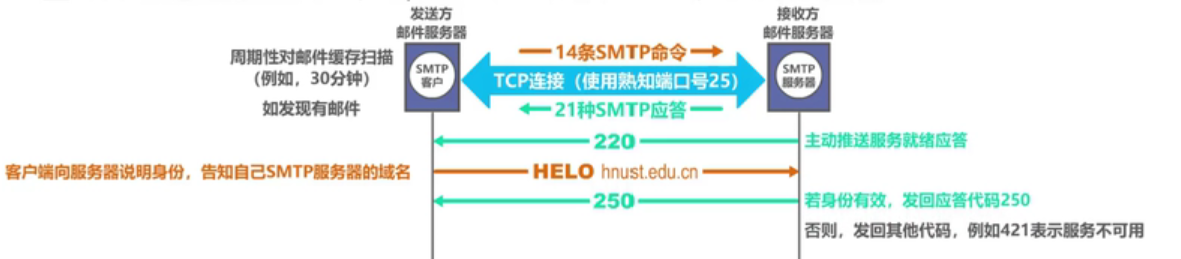 发送方
邮件服务器
接收方
邮件服务器
周期性对邮件缓存扫描
（例如，30分钟）
如发现有邮件
SMTP
客户
14条SMTP命令
TCP连接（使用熟知端口号25）
21种SMTP应答
SMTP
服务器
220
主动推送服务就绪应答
客户端向服务器说明身份，告知自己SMTP服务器的域名
HELO hnust.edu.cn
250
若身份有效，发回应答代码250
否则，发回其他代码，例如421表示服务不可用